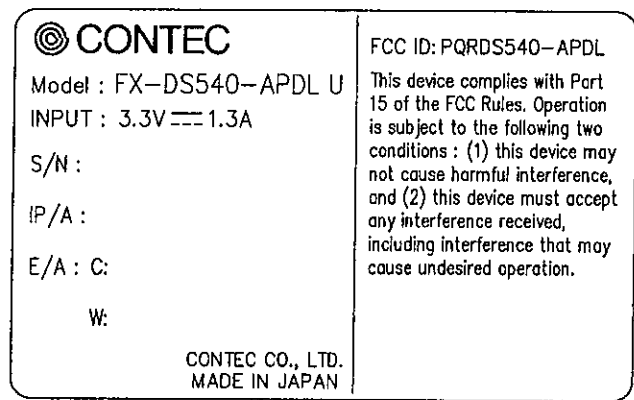 CONTEC
Model : FX-DS540-APDL U
INPUT : 3.3V ⎓ 1.3A
S/N :
IP/A :
E/A : C:
W:
CONTEC CO., LTD.
MADE IN JAPAN
FCC ID: PQRDS540-APDL
This device complies with Part
15 of the FCC Rules. Operation
is subject to the following two
conditions : (1) this device may
not cause harmful interference,
and (2) this device must accept
any interference received,
including interference that may
cause undesired operation.